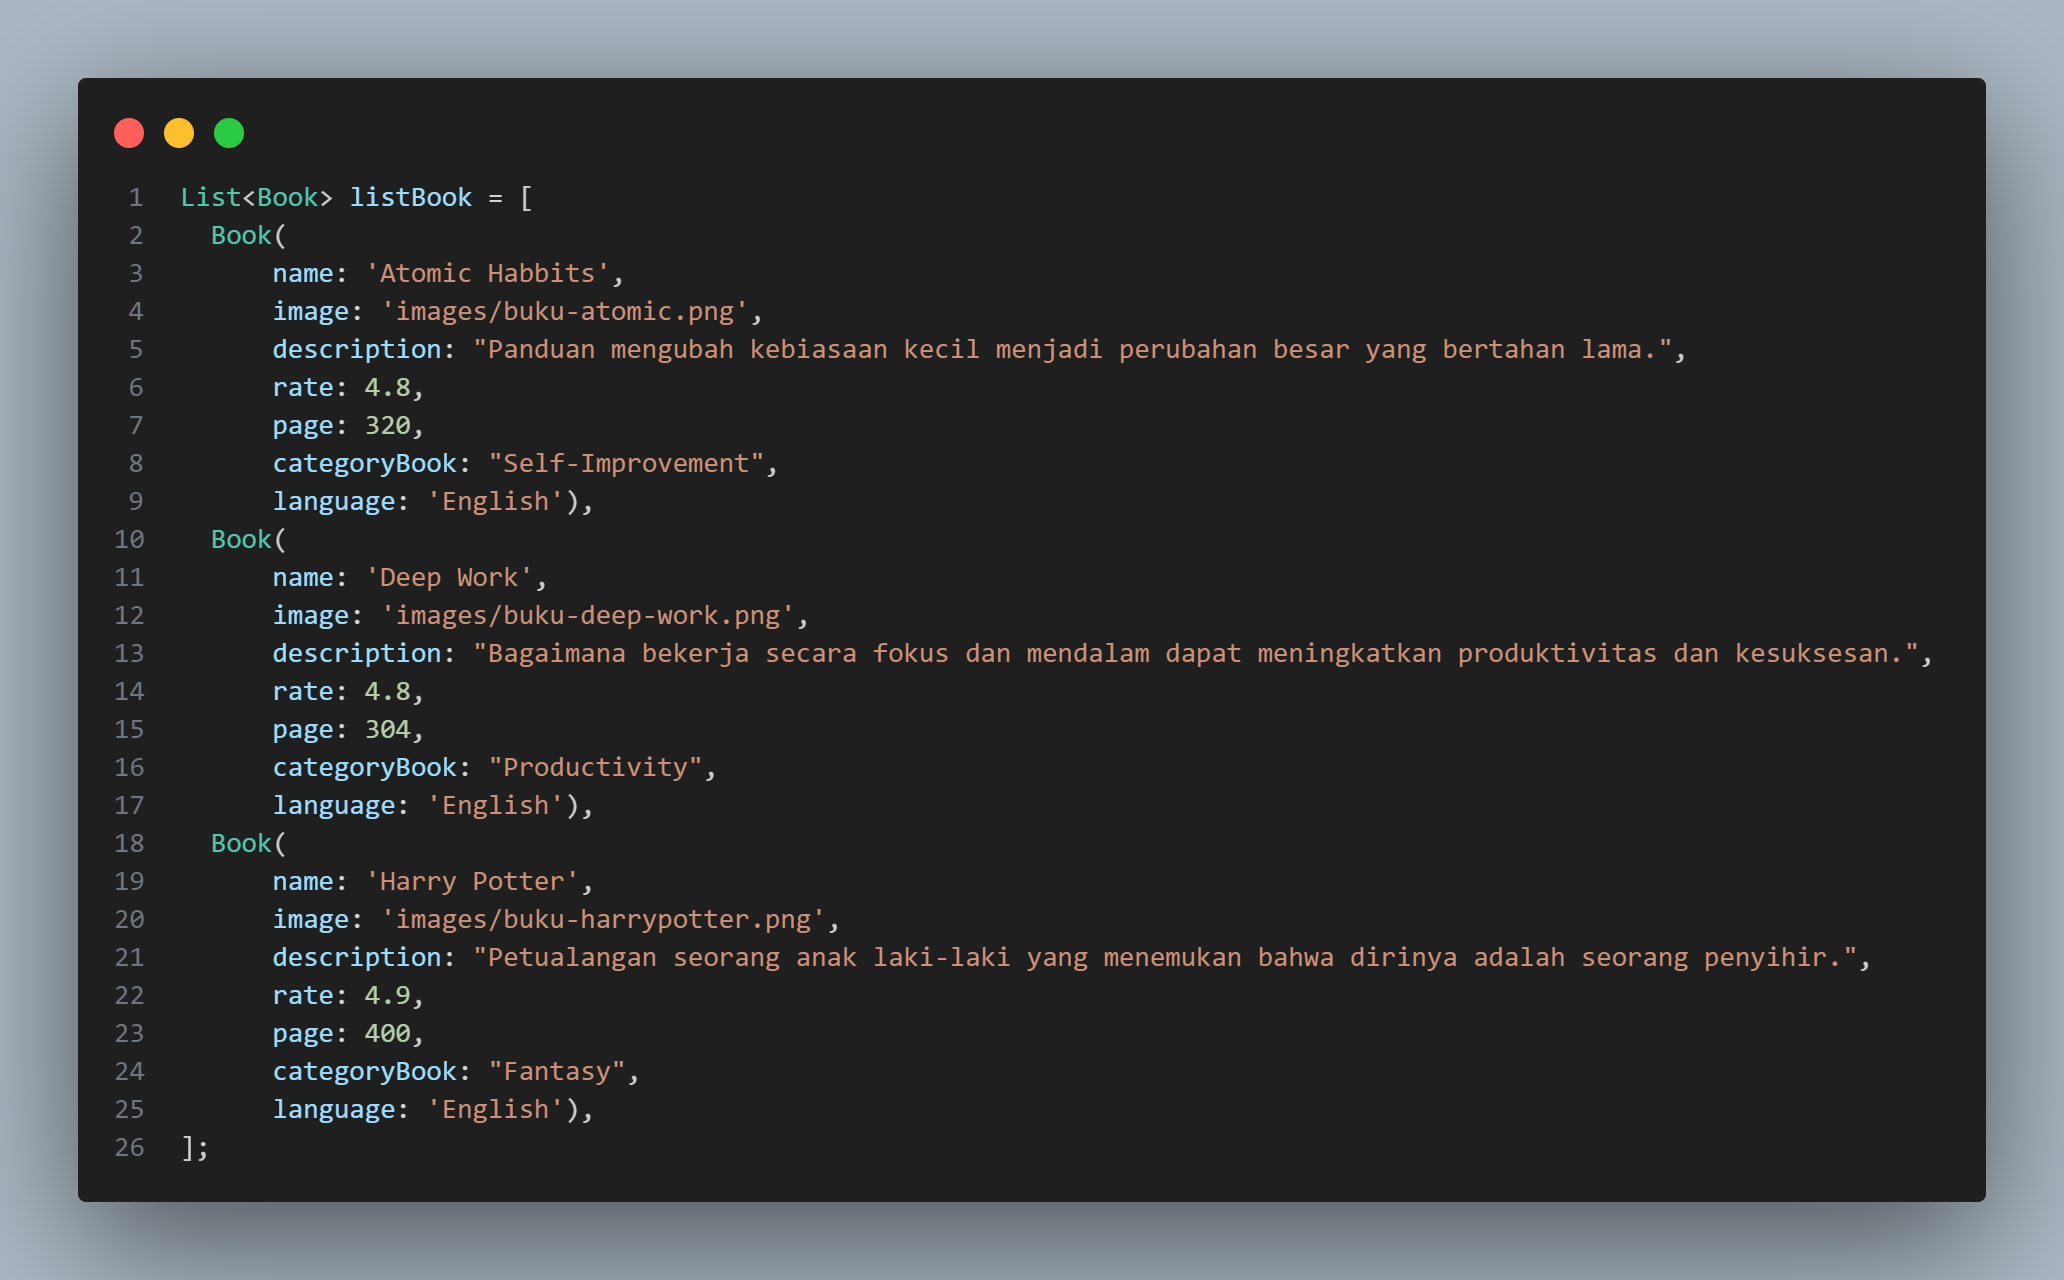 1 List<Book> listBook = [
2   Book(
3       name: 'Atomic Habbits',
4       image: 'images/buku-atomic.png',
5       description: "Panduan mengubah kebiasaan kecil menjadi perubahan besar yang bertahan lama.",
6       rate: 4.8,
7       page: 320,
8       categoryBook: "Self-Improvement",
9       language: 'English'),
10   Book(
11       name: 'Deep Work',
12       image: 'images/buku-deep-work.png',
13       description: "Bagaimana bekerja secara fokus dan mendalam dapat meningkatkan produktivitas dan kesuksesan.",
14       rate: 4.8,
15       page: 304,
16       categoryBook: "Productivity",
17       language: 'English'),
18   Book(
19       name: 'Harry Potter',
20       image: 'images/buku-harrypotter.png',
21       description: "Petualangan seorang anak laki-laki yang menemukan bahwa dirinya adalah seorang penyihir.",
22       rate: 4.9,
23       page: 400,
24       categoryBook: "Fantasy",
25       language: 'English'),
26 ];